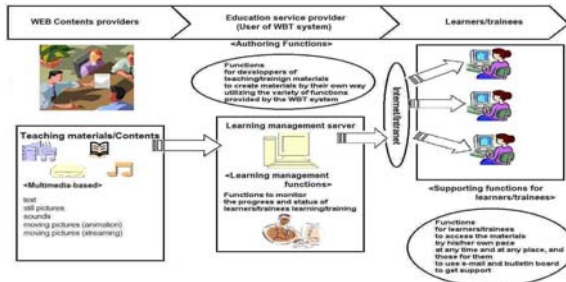 WEB Contents providers
Education service provider
(User of WBT system)
Learners/trainees
<Authoring Functions>
Functions
for developpers of
teaching/trainign materials
to create materials by their own way
utilizing the variety of functions
provided by the WBT system
Internet/Intranet
Teaching materials/Contents
<Multimedia-based>
text
still pictures
sounds
moving pictures (animation)
moving pictures (streaming)
Learning management server
<Learning management
functions>
Functions to monitor
the progress and status of
learners/trainees learning/training
<Supporting functions for
learners/trainees>
Functions
for learners/trainees
to access the materials
by his/her own pace
at any time and at any place, and
those for them
to use e-mail and bulletin board
to get support